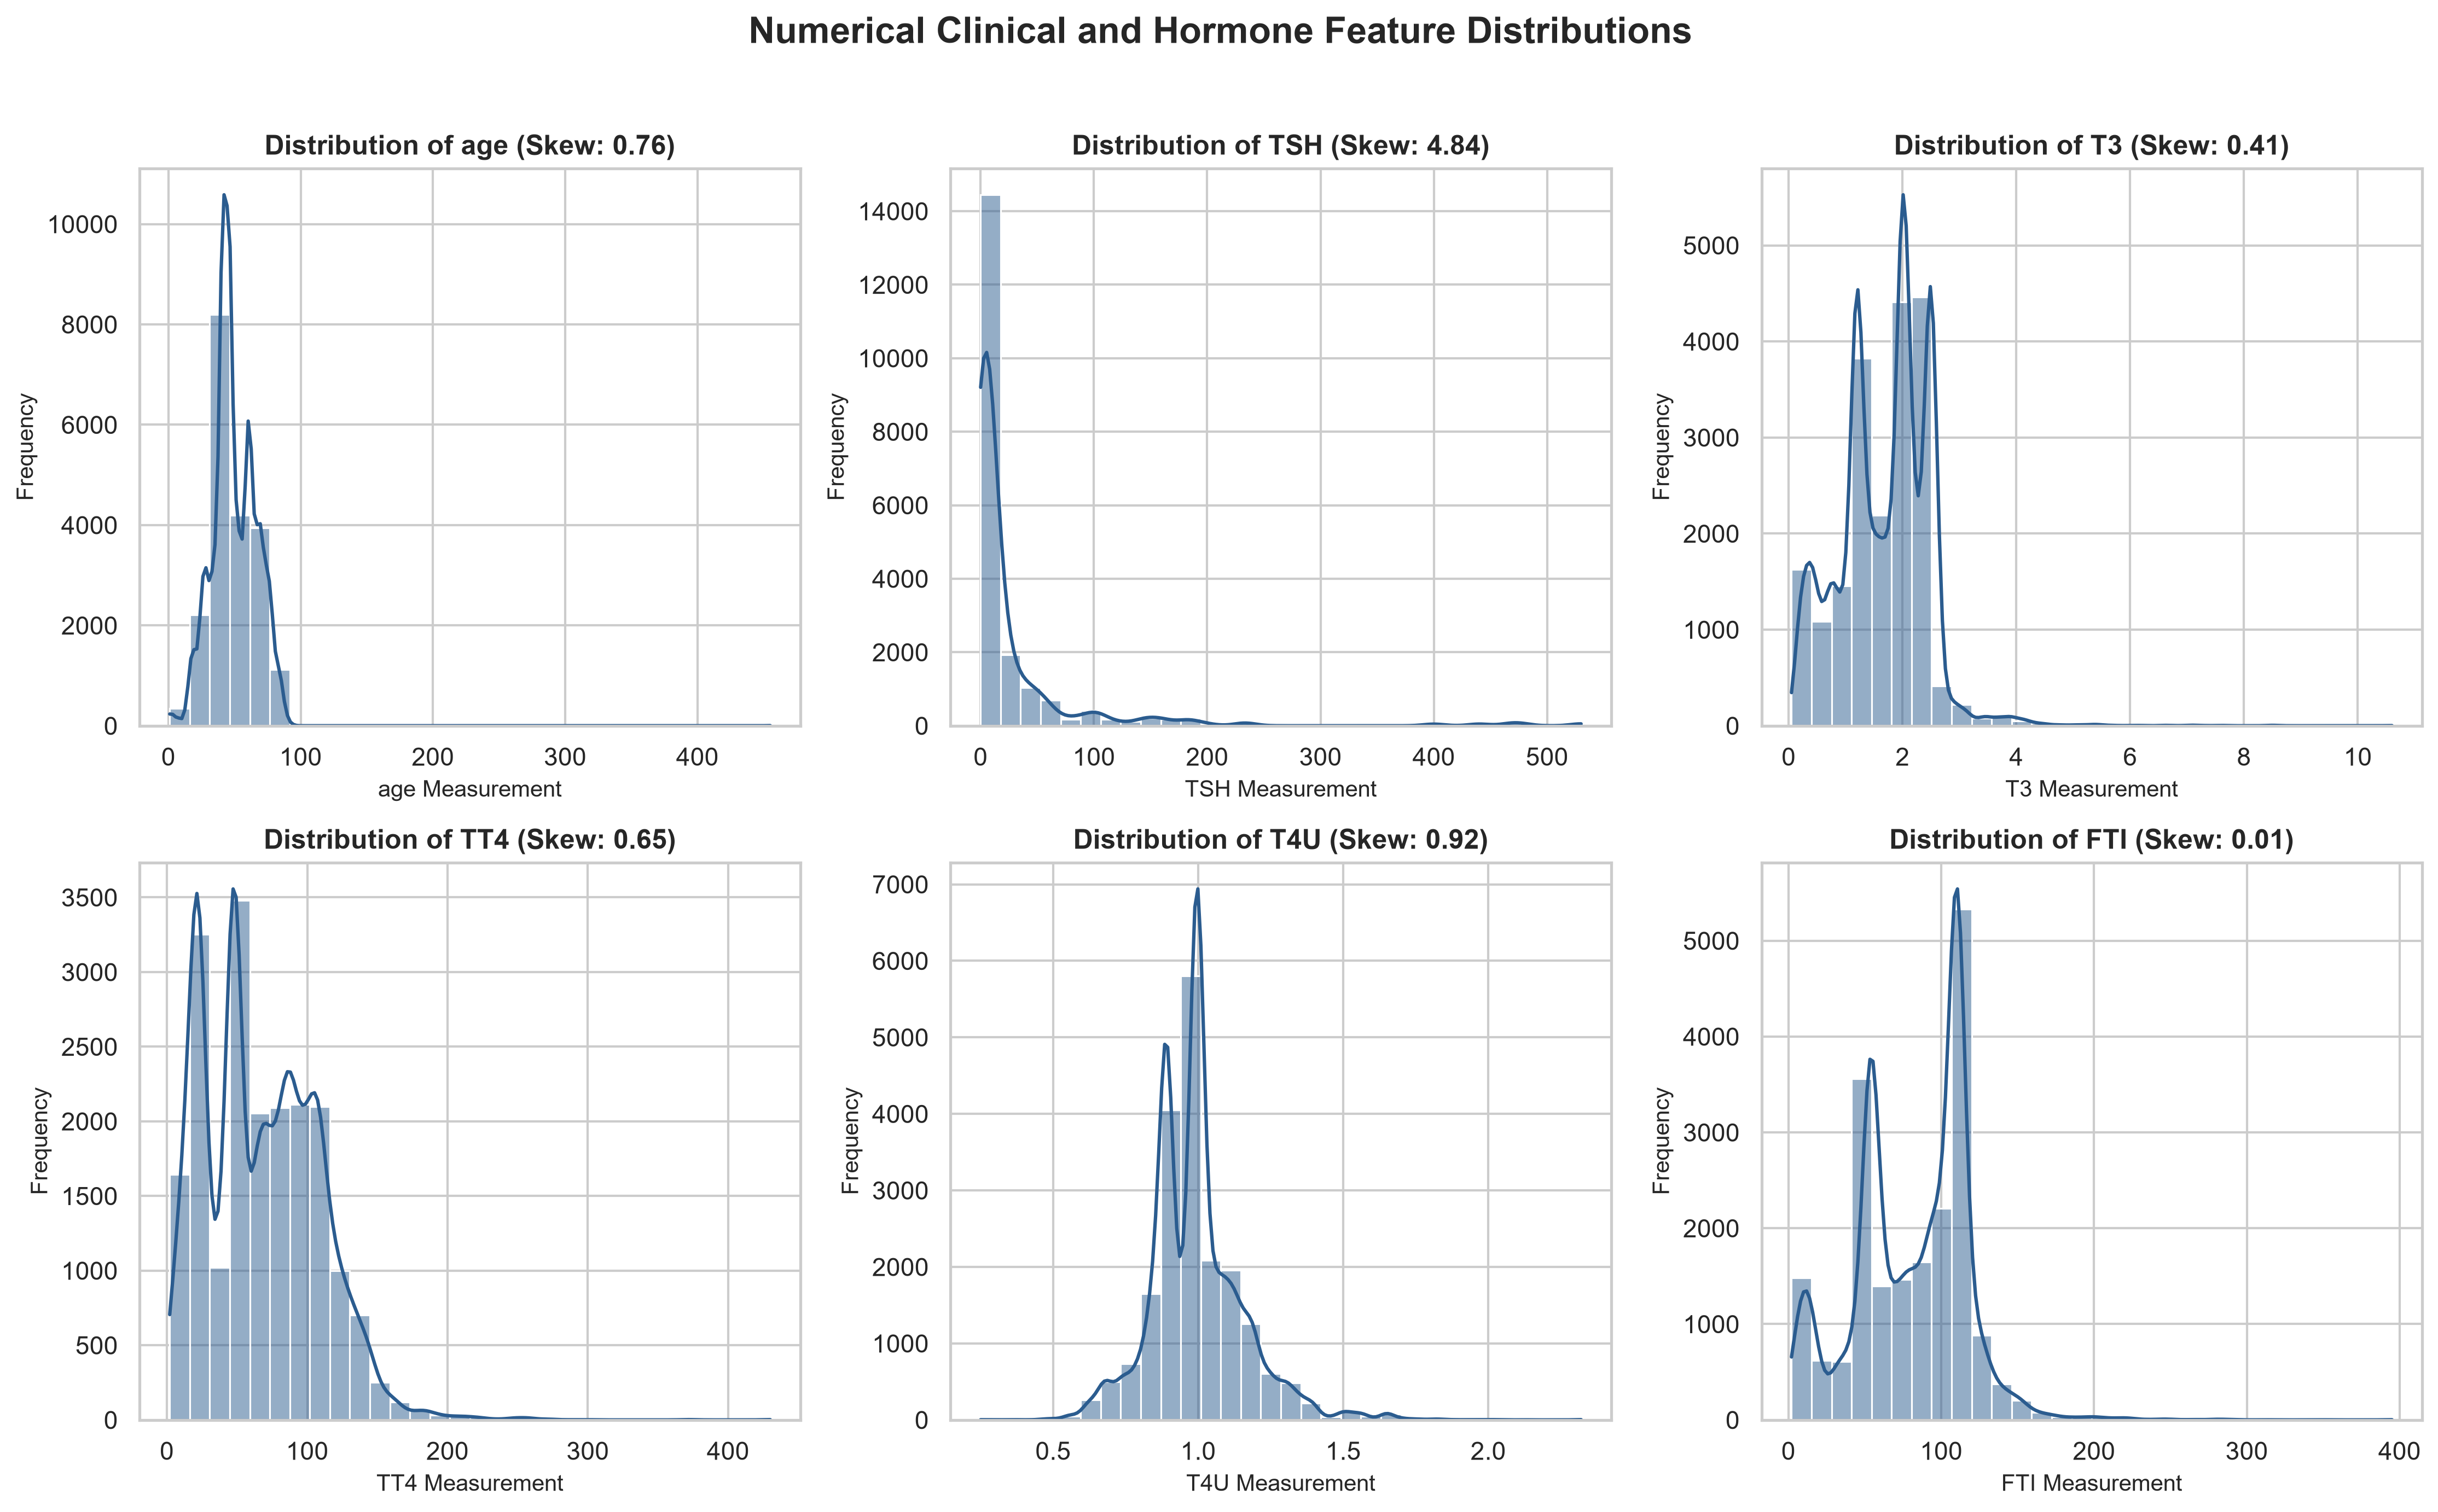 Numerical Clinical and Hormone Feature Distributions
Distribution of age (Skew: 0.76)
Frequency
10000
8000
6000
4000
2000
0
0 100 200 300 400
age Measurement
Distribution of TSH (Skew: 4.84)
Frequency
14000
12000
10000
8000
6000
4000
2000
0
0 100 200 300 400 500
TSH Measurement
Distribution of T3 (Skew: 0.41)
Frequency
5000
4000
3000
2000
1000
0
0 2 4 6 8 10
T3 Measurement
Distribution of TT4 (Skew: 0.65)
Frequency
3500
3000
2500
2000
1500
1000
500
0
0 100 200 300 400
TT4 Measurement
Distribution of T4U (Skew: 0.92)
Frequency
7000
6000
5000
4000
3000
2000
1000
0
0.5 1.0 1.5 2.0
T4U Measurement
Distribution of FTI (Skew: 0.01)
Frequency
5000
4000
3000
2000
1000
0
0 100 200 300 400
FTI Measurement